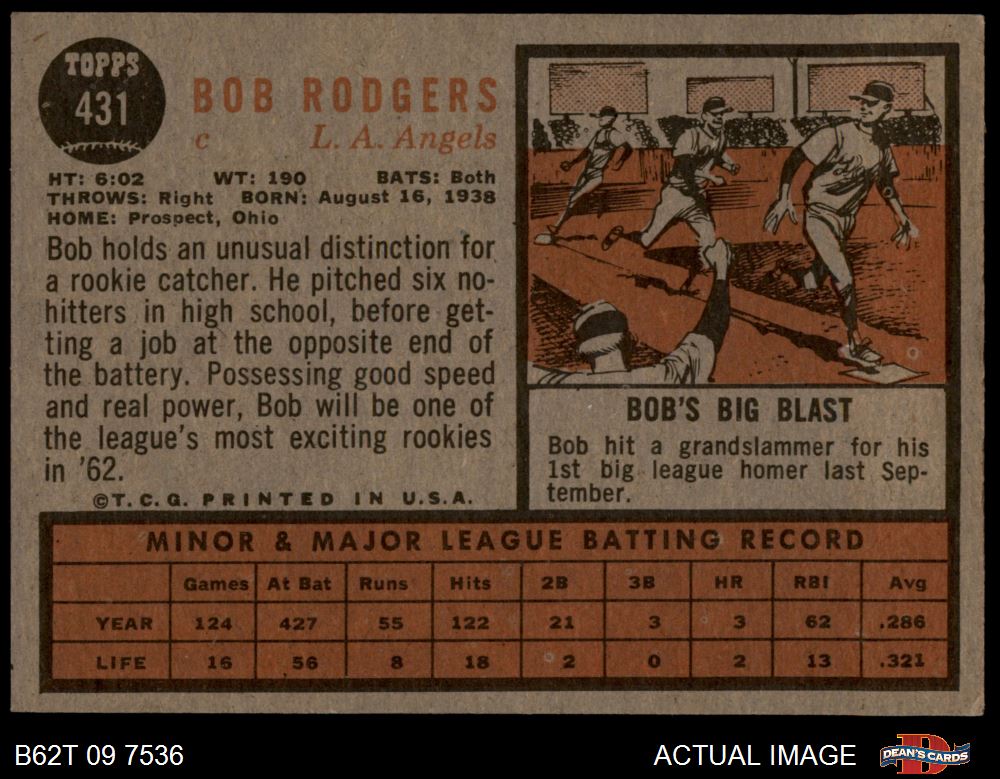 TOPPS
431
BOB RODGERS
c L. A. Angels
HT: 6:02 WT: 190 BATS: Both
THROWS: Right BORN: August 16, 1938
HOME: Prospect, Ohio
Bob holds an unusual distinction for
a rookie catcher. He pitched six no-
hitters in high school, before get-
ting a job at the opposite end of
the battery. Possessing good speed
and real power, Bob will be one of
the league's most exciting rookies
in '62.
©T.C.G. PRINTED IN U.S.A.
BOB'S BIG BLAST
Bob hit a grandslammer for his
1st big league homer last Sep-
tember.
MINOR & MAJOR LEAGUE BATTING RECORD
Games At Bat Runs Hits 2B 3B HR RBI Avg
YEAR 124 427 55 122 21 3 3 62 .286
LIFE 16 56 8 18 2 0 2 13 .321
B62T 09 7536 ACTUAL IMAGE DEAN'S CARDS